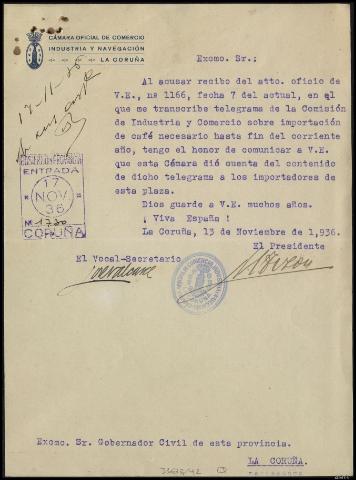 CÁMARA OFICIAL DE COMERCIO
INDUSTRIA Y NAVEGACIÓN
LA CORUÑA
17-11-36
Excmo. Sr.;
Al acusar recibo del atto. oficio de
V.E., nº 1166, fecha 7 del actual, en el
que me transcribe telegrama de la Comisión
de Industria y Comercio sobre importación
de café necesario hasta fin del corriente
año, tengo el honor de comunicar a V.E.
que esta Cámara dió cuenta del contenido
de dicho telegrama a los importadores de
esta plaza.
Dios guarde a V.E. muchos años.
¡ Viva España !
La Coruña, 13 de Noviembre de 1,936.
El Presidente
El Vocal-Secretario
ENTRADA
17
NOV
36
Nº 1780
CORUÑA
Excmo. Sr. Gobernador Civil de esta provincia.
LA CORUÑA.